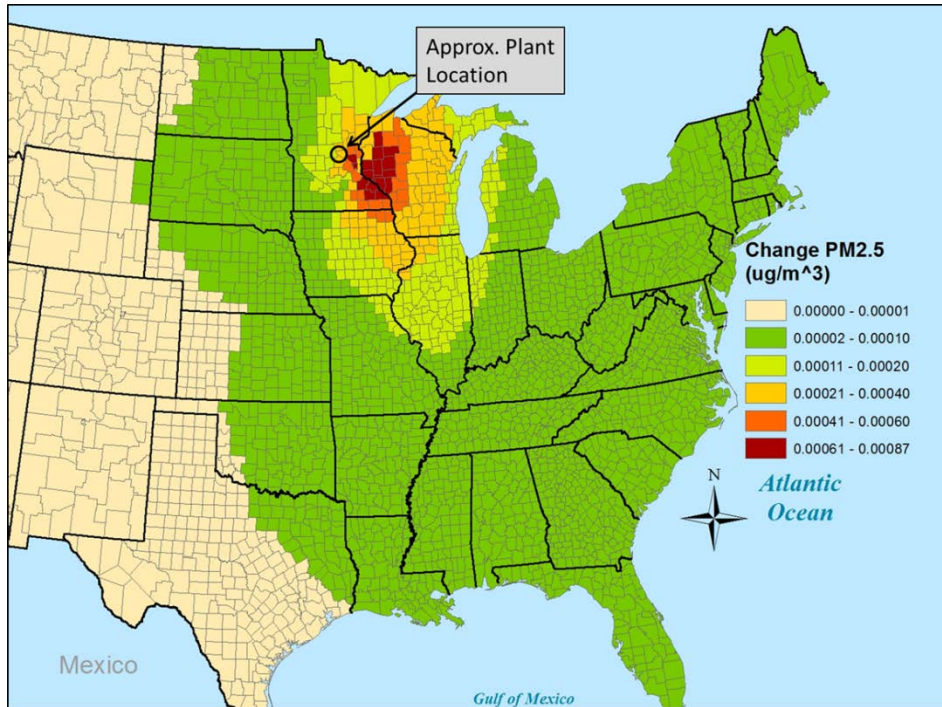 Approx. Plant
Location
Change PM2.5
(ug/m^3)
0.00000 - 0.00001
0.00002 - 0.00010
0.00011 - 0.00020
0.00021 - 0.00040
0.00041 - 0.00060
0.00061 - 0.00087
N
Atlantic
Ocean
Mexico
Gulf of Mexico